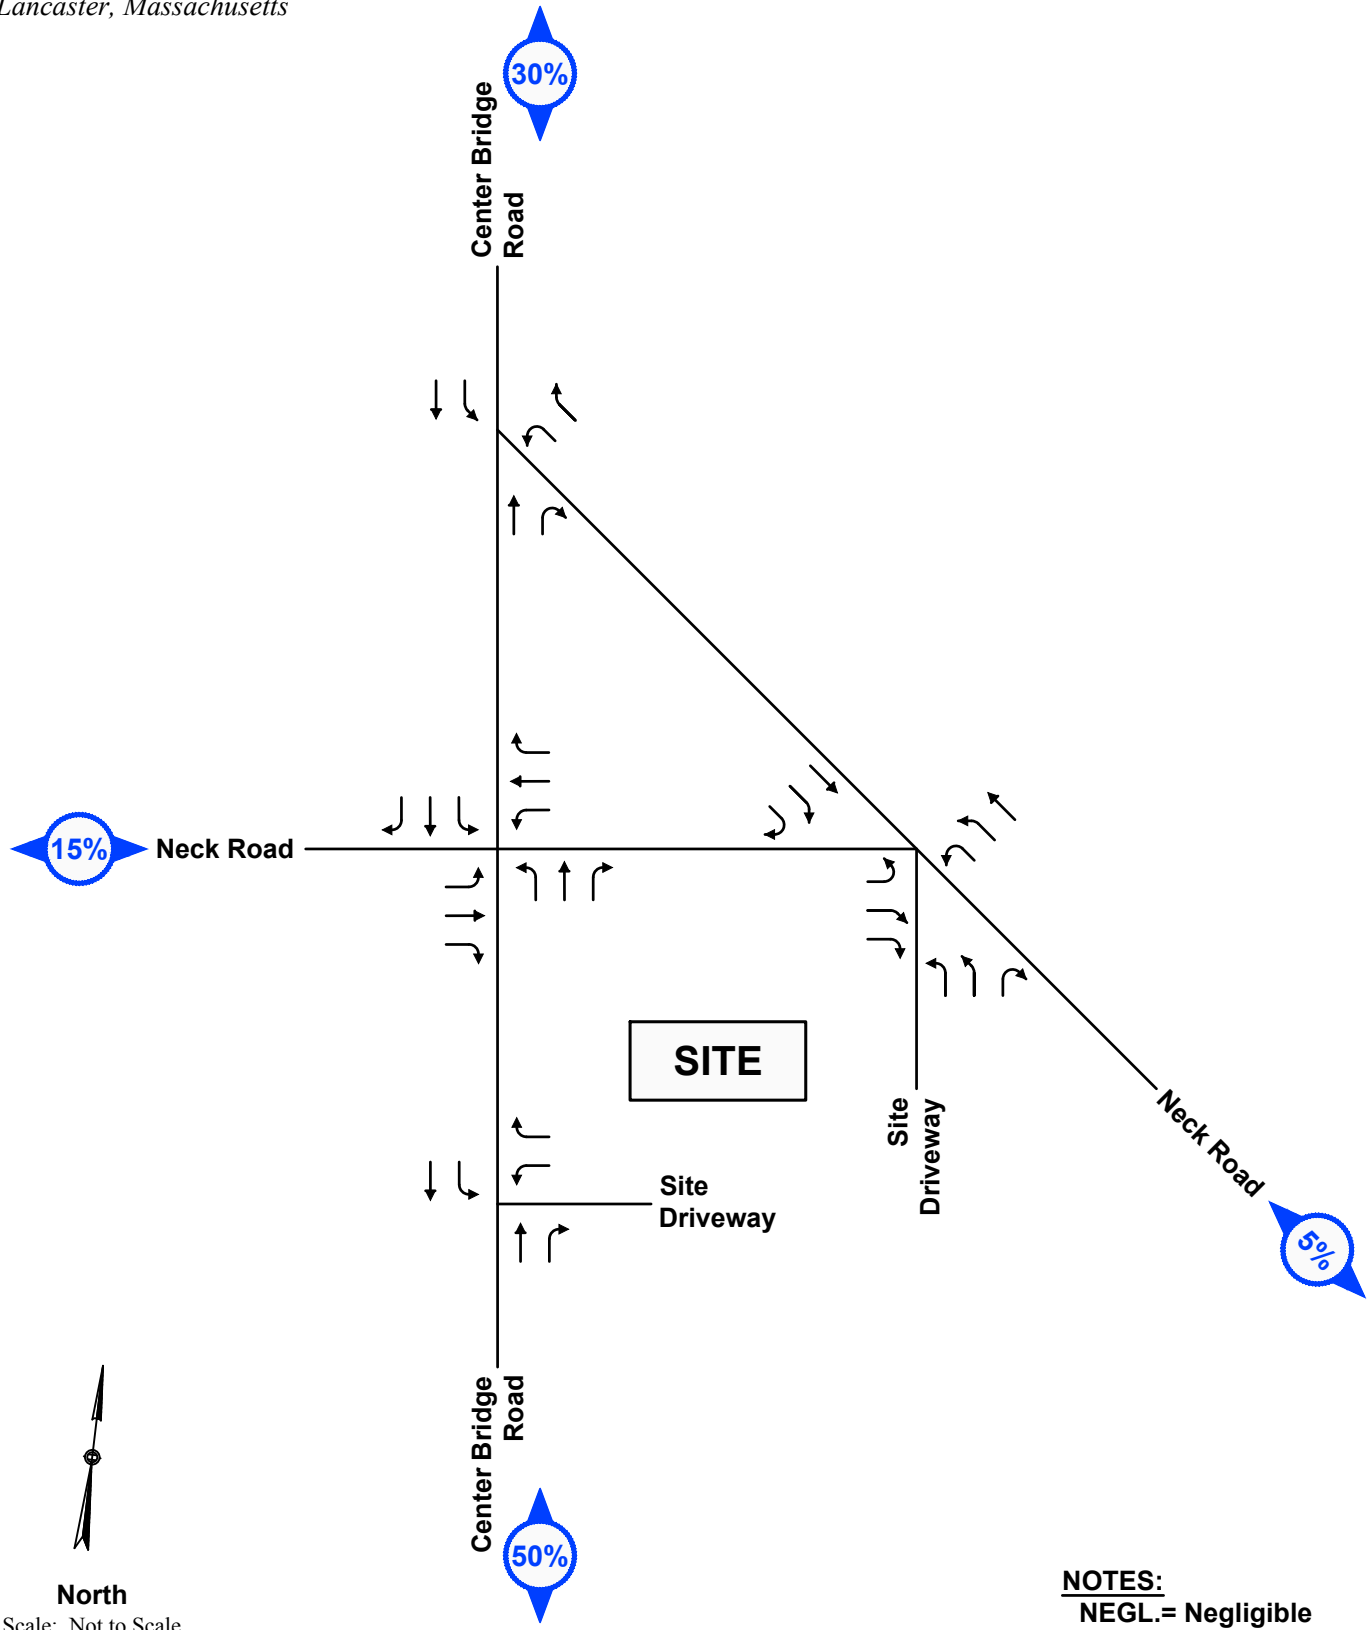 Lancaster, Massachusetts
30%
Center Bridge
Road
15%
Neck Road
SITE
Site
Driveway
Neck Road
Site
Driveway
5%
Center Bridge
Road
50%
North
Scale: Not to Scale
NOTES:
NEGL.= Negligible